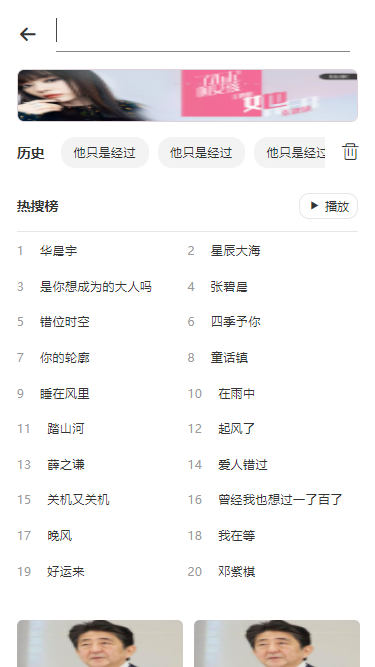 历史 他只是经过 他只是经过 他只是经过
热搜榜 播放
1 华晨宇 2 星辰大海
3 是你想成为的大人吗 4 张碧晨
5 错位时空 6 四季予你
7 你的轮廓 8 童话镇
9 睡在风里 10 在雨中
11 踏山河 12 起风了
13 薛之谦 14 爱人错过
15 关机又关机 16 曾经我也想过一了百了
17 晚风 18 我在等
19 好运来 20 邓紫棋